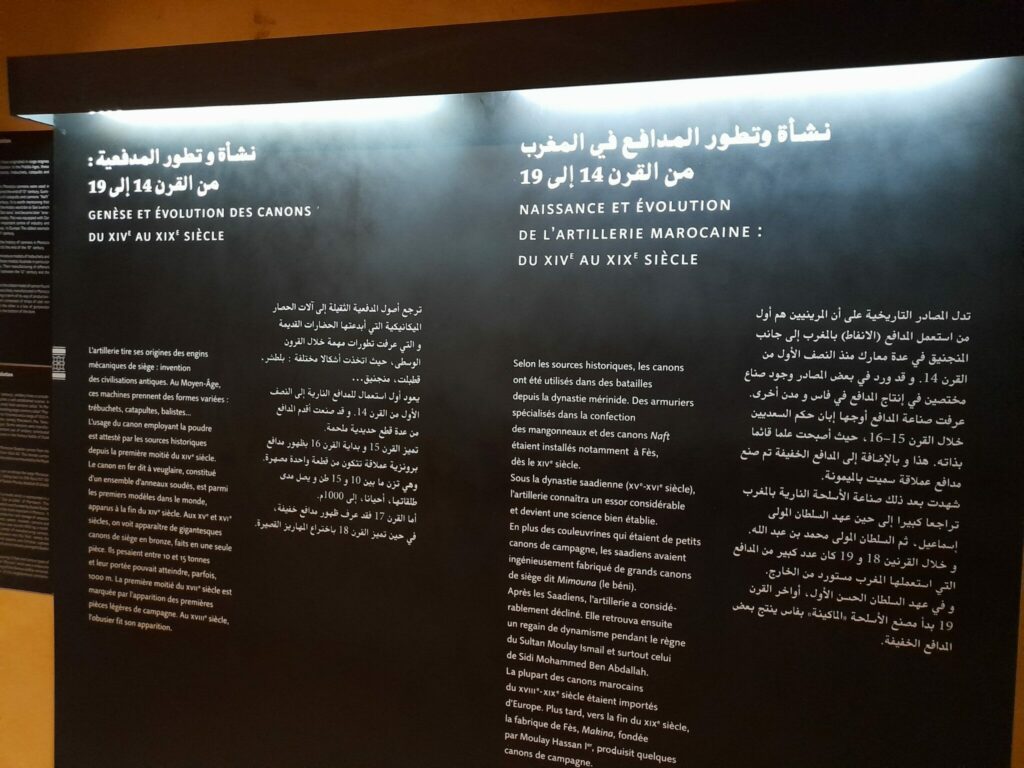 نشأة و تطور المدفعية :
من القرن 14 إلى 19
GENÈSE ET ÉVOLUTION DES CANONS
DU XIVᴱ AU XIXᴱ SIÈCLE
ترجع أصول المدفعية الثقيلة إلى آلات الحصار
الميكانيكية التي أبدعتها الحضارات القديمة
و التي عرفت تطورات مهمة خلال القرون
الوسطى، حيث اتخذت أشكالا مختلفة : بلطشر،
قطبلت، منجنيق...
يعود أول استعمال للمدافع النارية إلى النصف
الأول من القرن 14. و قد صنعت أقدم المدافع
من عدة قطع حديدية ملحمة.
تميز القرن 15 و بداية القرن 16 بظهور مدافع
برونزية عملاقة تتكون من قطعة واحدة مصهرة.
وهي تزن ما بين 10 و 15 طن و يصل مدى
طلقاتها، أحيانا، إلى 1000م.
أما القرن 17 فقد عرف ظهور مدافع خفيفة،
في حين تميز القرن 18 باختراع المهاريز القصيرة.
L'artillerie tire ses origines des engins
mécaniques de siège : invention
des civilisations antiques. Au Moyen-Âge,
ces machines prennent des formes variées :
trébuchets, catapultes, balistes...
L'usage du canon employant la poudre
est attesté par les sources historiques
depuis la première moitié du XIVᵉ siècle.
Le canon en fer dit à veuglaire, constitué
d'un ensemble d'anneaux soudés, est parmi
les premiers modèles dans le monde,
apparus à la fin du XIVᵉ siècle. Aux XVᵉ et XVIᵉ
siècles, on voit apparaître de gigantesques
canons de siège en bronze, faits en une seule
pièce. Ils pesaient entre 10 et 15 tonnes
et leur portée pouvait atteindre, parfois,
1000 m. La première moitié du XVIIᵉ siècle est
marquée par l'apparition des premières
pièces légères de campagne. Au XVIIIᵉ siècle,
l'obusier fit son apparition.
نشأة وتطور المدافع في المغرب
من القرن 14 إلى 19
NAISSANCE ET ÉVOLUTION
DE L'ARTILLERIE MAROCAINE :
DU XIVᴱ AU XIXᴱ SIÈCLE
تدل المصادر التاريخية على أن المرينيين هم أول
من استعمل المدافع (الانفاط) بالمغرب إلى جانب
المنجنيق في عدة معارك منذ النصف الأول من
القرن 14. و قد ورد في بعض المصادر وجود صناع
مختصين في إنتاج المدافع في فاس و مدن أخرى.
عرفت صناعة المدافع أوجها إبان حكم السعديين
خلال القرن 15–16، حيث أصبحت علما قائما
بذاته. هذا و بالإضافة إلى المدافع الخفيفة تم صنع
مدافع عملاقة سميت بالميمونة.
شهدت بعد ذلك صناعة الأسلحة النارية بالمغرب
تراجعا كبيرا إلى حين عهد السلطان المولى
إسماعيل، ثم السلطان المولى محمد بن عبد الله.
و خلال القرنين 18 و 19 كان عدد كبير من المدافع
التي استعملها المغرب مستورد من الخارج.
و في عهد السلطان الحسن الأول، أواخر القرن
19 بدأ مصنع الأسلحة «الماكينة» بفاس ينتج بعض
المدافع الخفيفة.
Selon les sources historiques, les canons
ont été utilisés dans des batailles
depuis la dynastie mérinide. Des armuriers
spécialisés dans la confection
des mangonneaux et des canons Naft
étaient installés notamment à Fès,
dès le XIVᵉ siècle.
Sous la dynastie saadienne (XVᵉ-XVIᵉ siècle),
l'artillerie connaîtra un essor considérable
et devient une science bien établie.
En plus des couleuvrines qui étaient de petits
canons de campagne, les saadiens avaient
ingénieusement fabriqué de grands canons
de siège dit Mimouna (le béni).
Après les Saadiens, l'artillerie a considé-
rablement décliné. Elle retrouva ensuite
un regain de dynamisme pendant le règne
du Sultan Moulay Ismail et surtout celui
de Sidi Mohammed Ben Abdallah.
La plupart des canons marocains
du XVIIIᵉ-XIXᵉ siècle étaient importés
d'Europe. Plus tard, vers la fin du XIXᵉ siècle,
la fabrique de Fès, Makina, fondée
par Moulay Hassan Iᵉʳ, produisit quelques
canons de campagne.